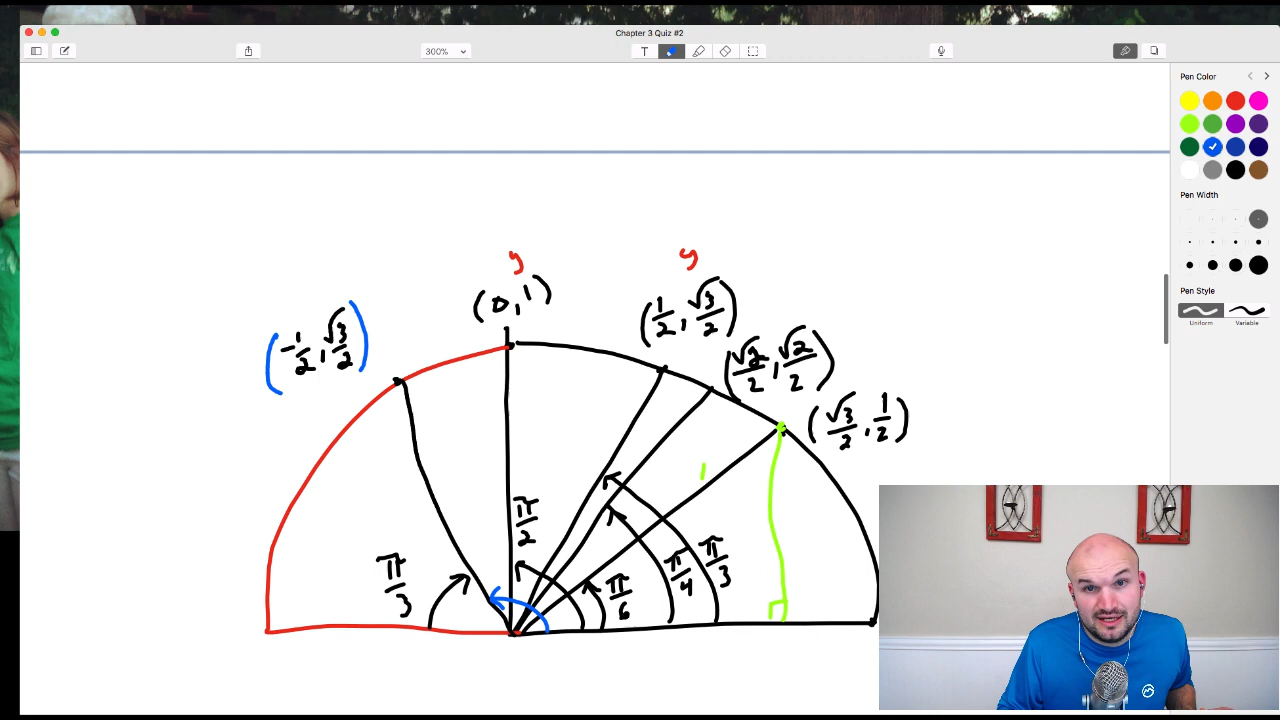 Chapter 3 Quiz #2
300%
T
Pen Color
Pen Width
Pen Style
Uniform Variable
y y
(0,1)
(1/2, √3/2)
(-1/2, √3/2)
(√2/2, √2/2)
(√3/2, 1/2)
1
π/2
π/3
π/3
π/4
π/6